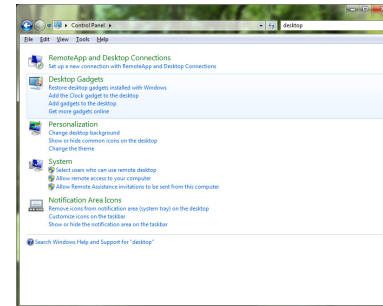 Control Panel
desktop
File Edit View Tools Help
RemoteApp and Desktop Connections
Set up a new connection with RemoteApp and Desktop Connections
Desktop Gadgets
Restore desktop gadgets installed with Windows
Add the Clock gadget to the desktop
Add gadgets to the desktop
Get more gadgets online
Personalization
Change desktop background
Show or hide common icons on the desktop
Change the theme
System
Select users who can use remote desktop
Allow remote access to your computer
Allow Remote Assistance invitations to be sent from this computer
Notification Area Icons
Remove icons from notification area (system tray) on the desktop
Customize icons on the taskbar
Show or hide the notification area on the taskbar
Search Windows Help and Support for "desktop"